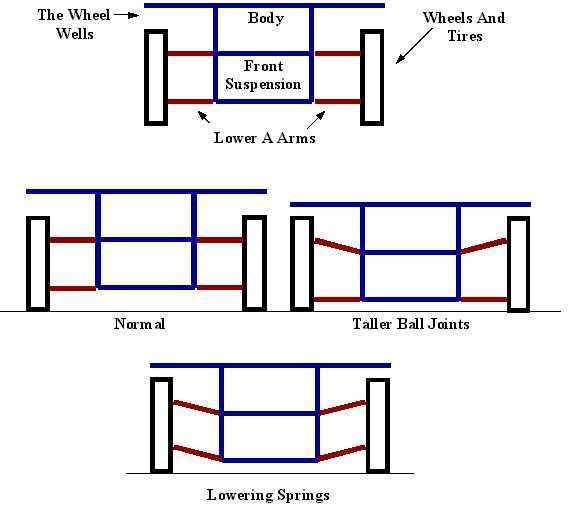 The Wheel
Wells
Body
Wheels And
Tires
Front
Suspension
Lower A Arms
Normal
Taller Ball Joints
Lowering Springs